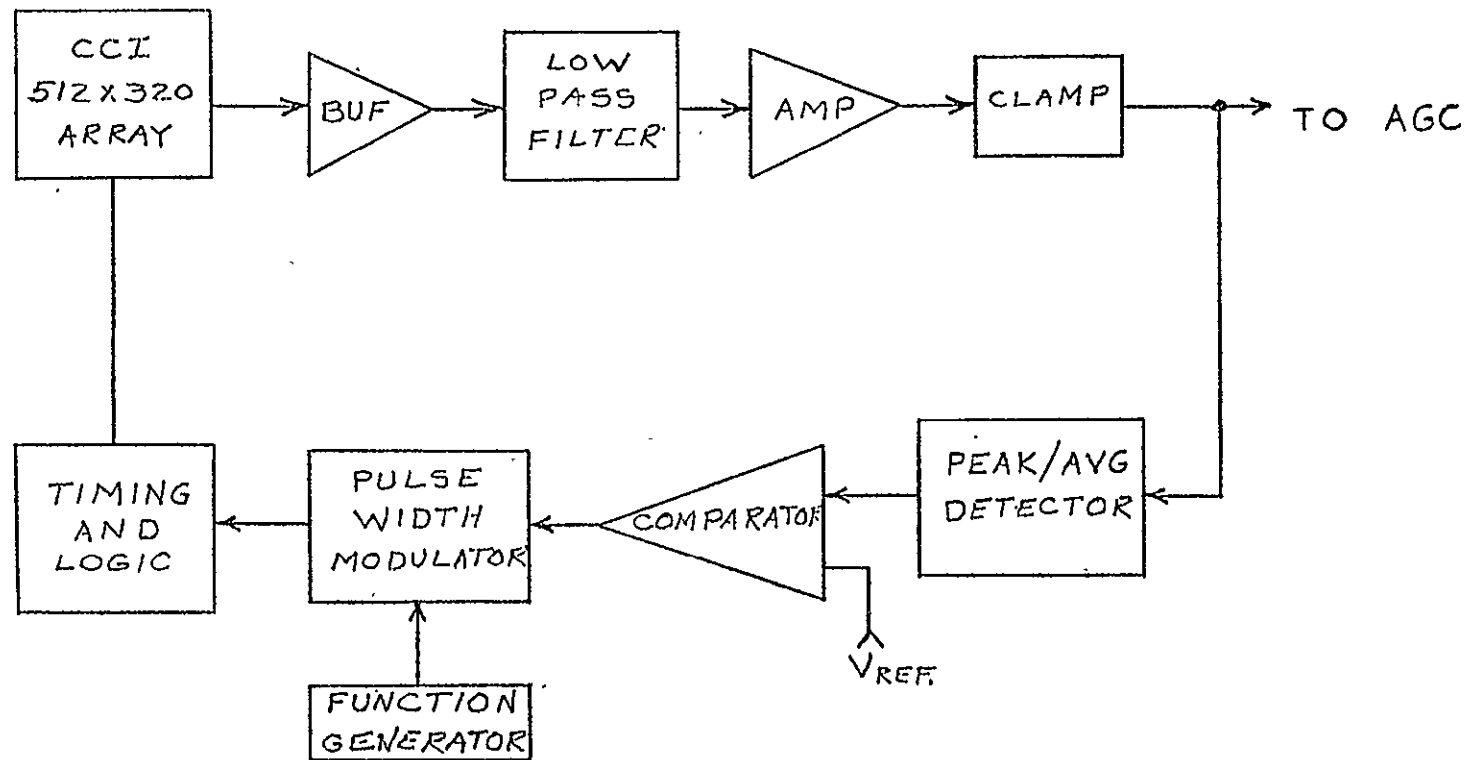 CCI
512 X 320
ARRAY
BUF
LOW
PASS
FILTER
AMP
CLAMP
TO AGC
TIMING
AND
LOGIC
PULSE
WIDTH
MODULATOR
COMPARATOR
PEAK/AVG
DETECTOR
VREF.
FUNCTION
GENERATOR